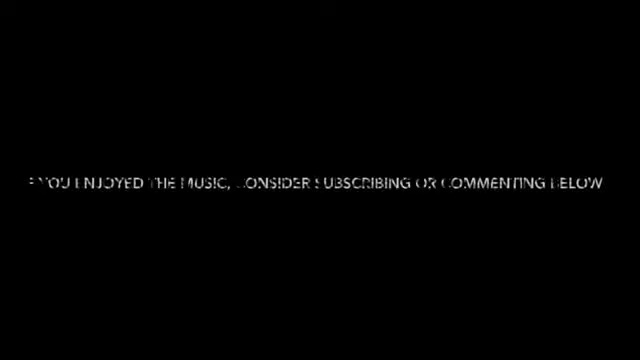 IF YOU ENJOYED THE MUSIC, CONSIDER SUBSCRIBING OR COMMENTING BELOW